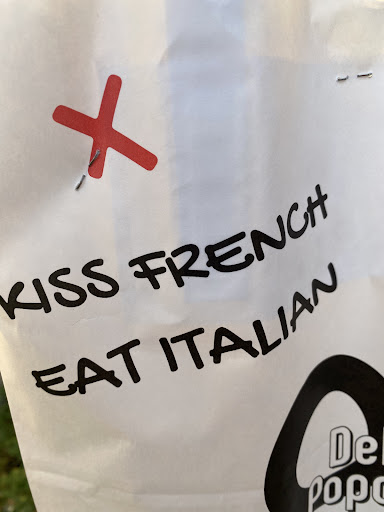 KISS FRENCH
EAT ITALIAN
Del
popo